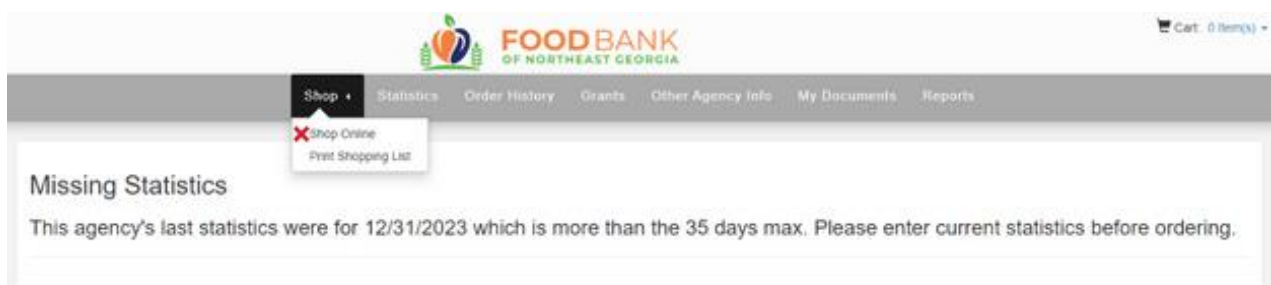 FOOD BANK
OF NORTHEAST GEORGIA
Cart: 0 Item(s)
Shop Statistics Order History Grants Other Agency Info My Documents Reports
Shop Online
Print Shopping List
Missing Statistics
This agency's last statistics were for 12/31/2023 which is more than the 35 days max. Please enter current statistics before ordering.